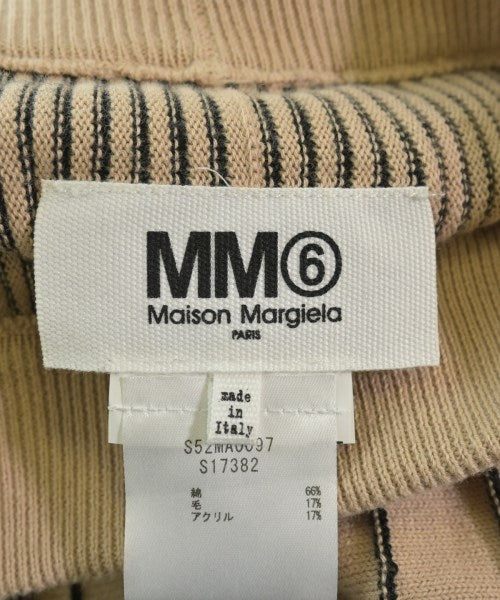 MM⑥
Maison Margiela
PARIS
made
in
Italy
S52MA0097
S17382
綿 66%
毛 17%
アクリル 17%